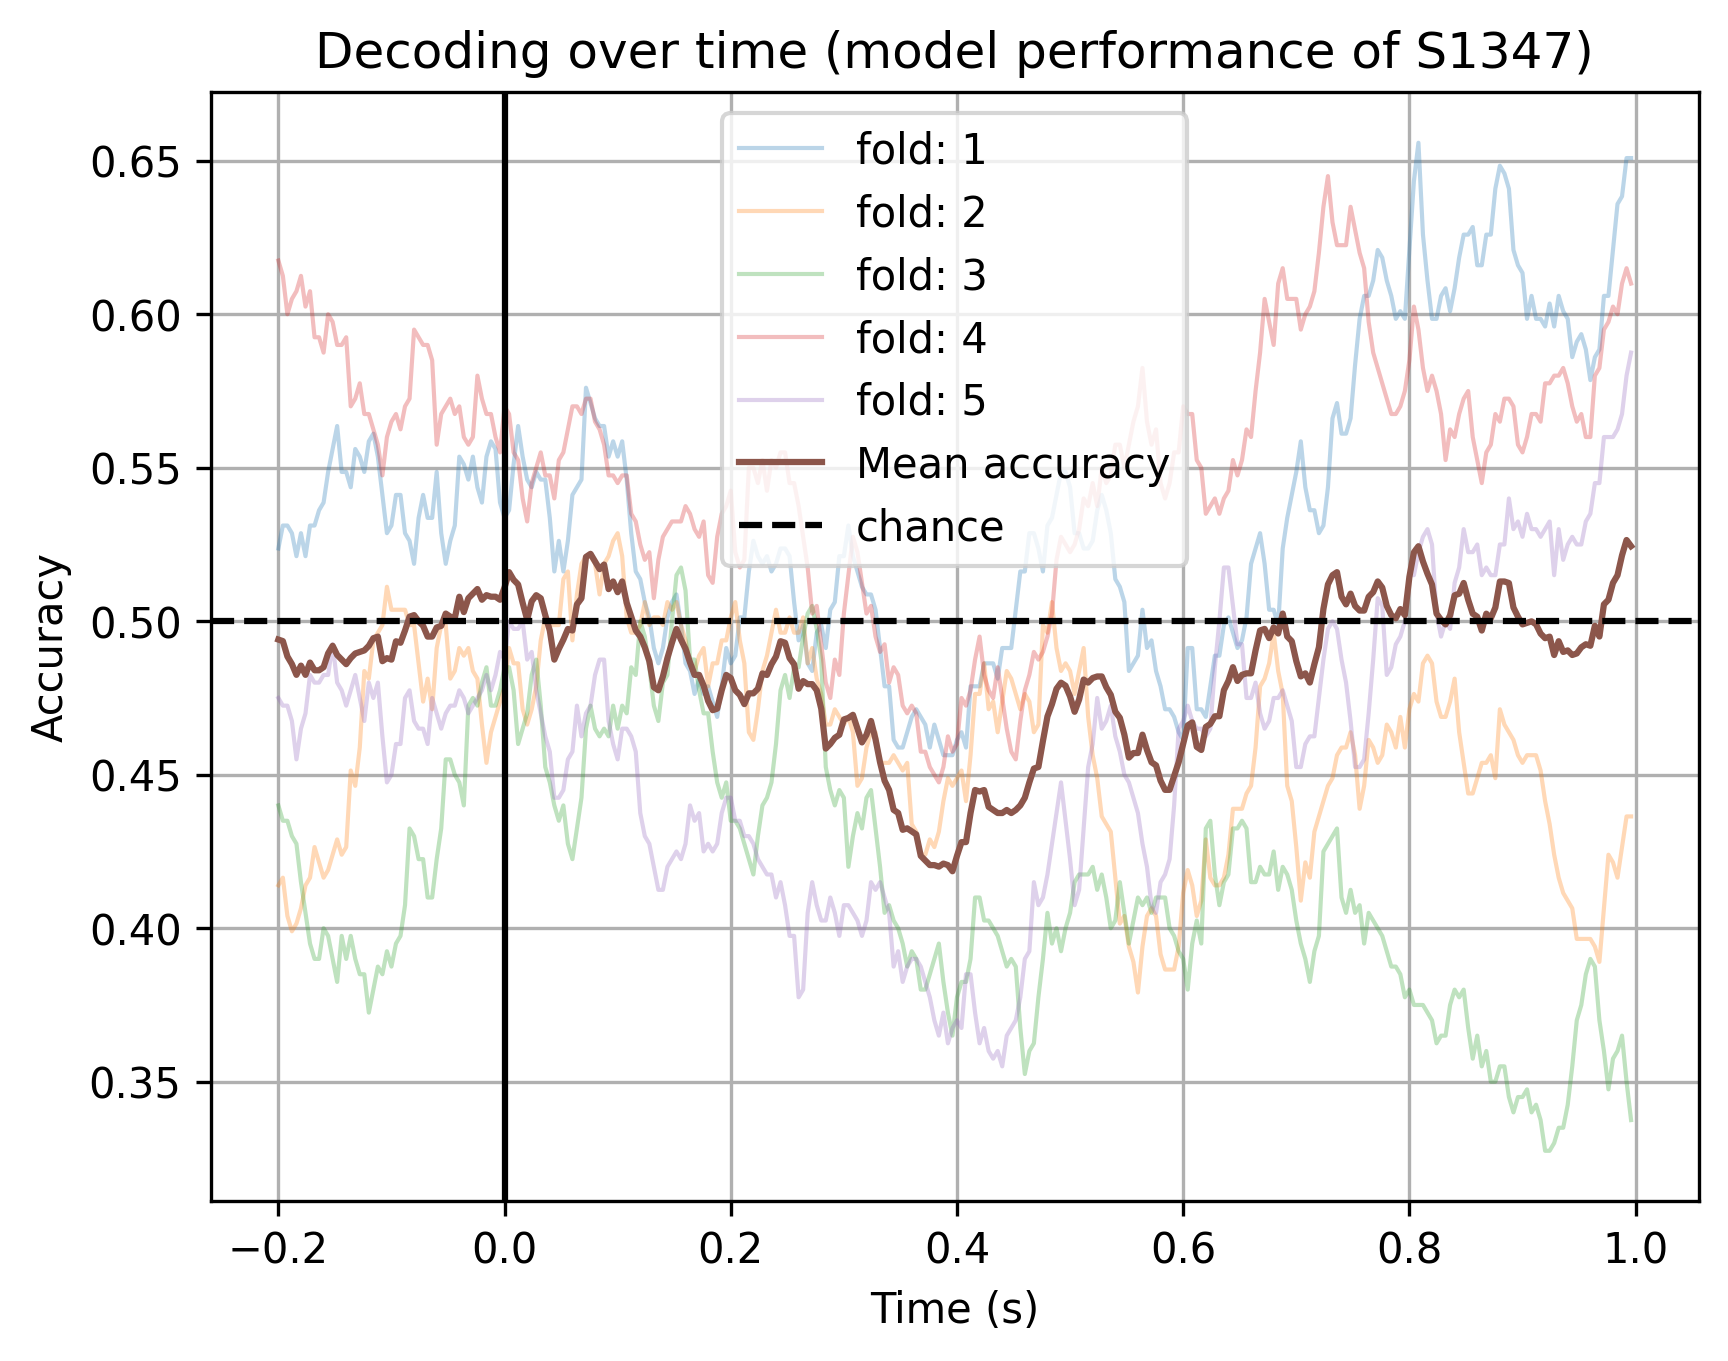 Decoding over time (model performance of S1347)
fold: 1
fold: 2
fold: 3
fold: 4
fold: 5
Mean accuracy
chance
Accuracy
0.65
0.60
0.55
0.50
0.45
0.40
0.35
−0.2 0.0 0.2 0.4 0.6 0.8 1.0
Time (s)